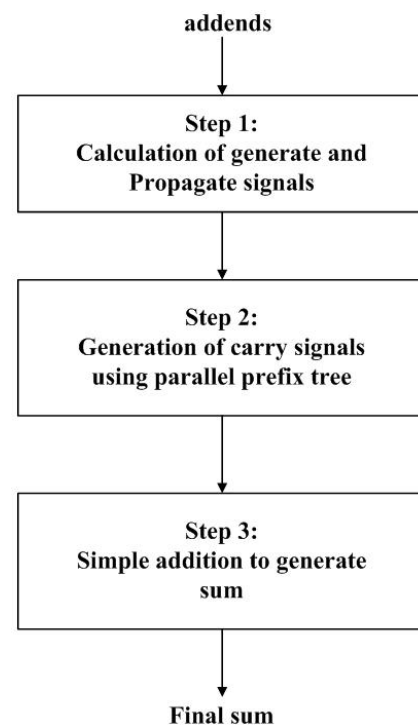 addends
Step 1:
Calculation of generate and
Propagate signals
Step 2:
Generation of carry signals
using parallel prefix tree
Step 3:
Simple addition to generate
sum
Final sum